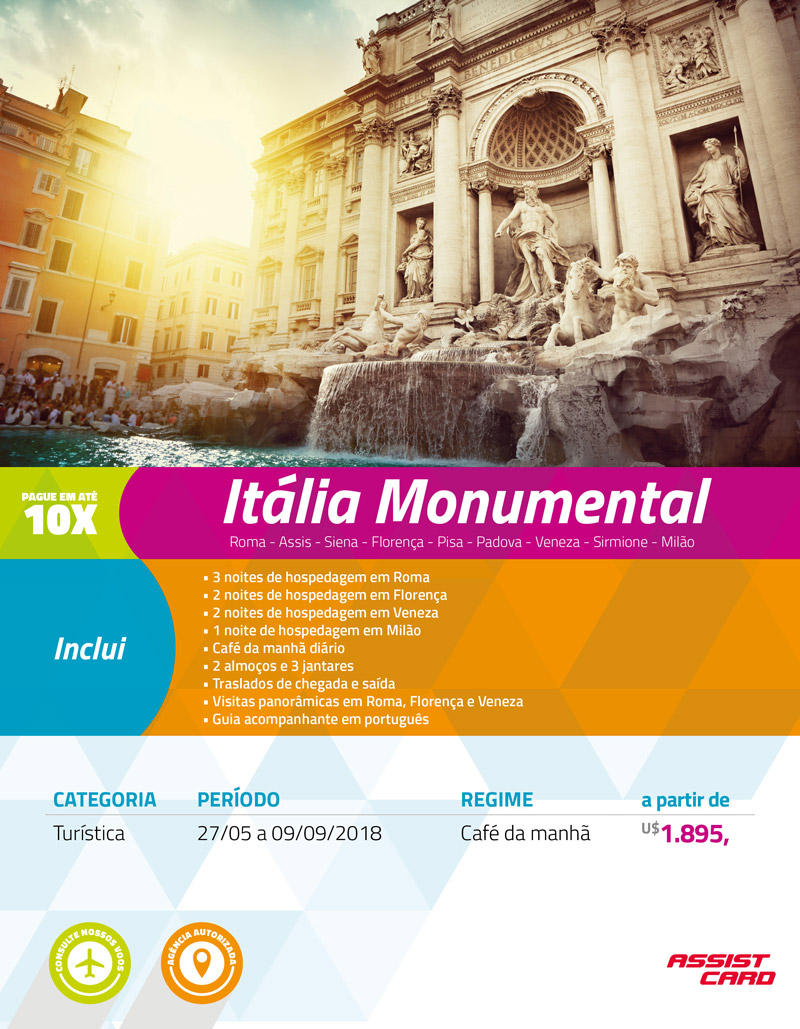 BENEDICTVS XIV
PAGUE EM ATÉ
10X
Itália Monumental
Roma - Assis - Siena - Florença - Pisa - Padova - Veneza - Sirmione - Milão
Inclui
• 3 noites de hospedagem em Roma
• 2 noites de hospedagem em Florença
• 2 noites de hospedagem em Veneza
• 1 noite de hospedagem em Milão
• Café da manhã diário
• 2 almoços e 3 jantares
• Traslados de chegada e saída
• Visitas panorâmicas em Roma, Florença e Veneza
• Guia acompanhante em português
CATEGORIA PERÍODO REGIME a partir de
Turística 27/05 a 09/09/2018 Café da manhã U$1.895,
CONSULTE NOSSOS VOOS
AGÊNCIA AUTORIZADA
ASSIST
CARD